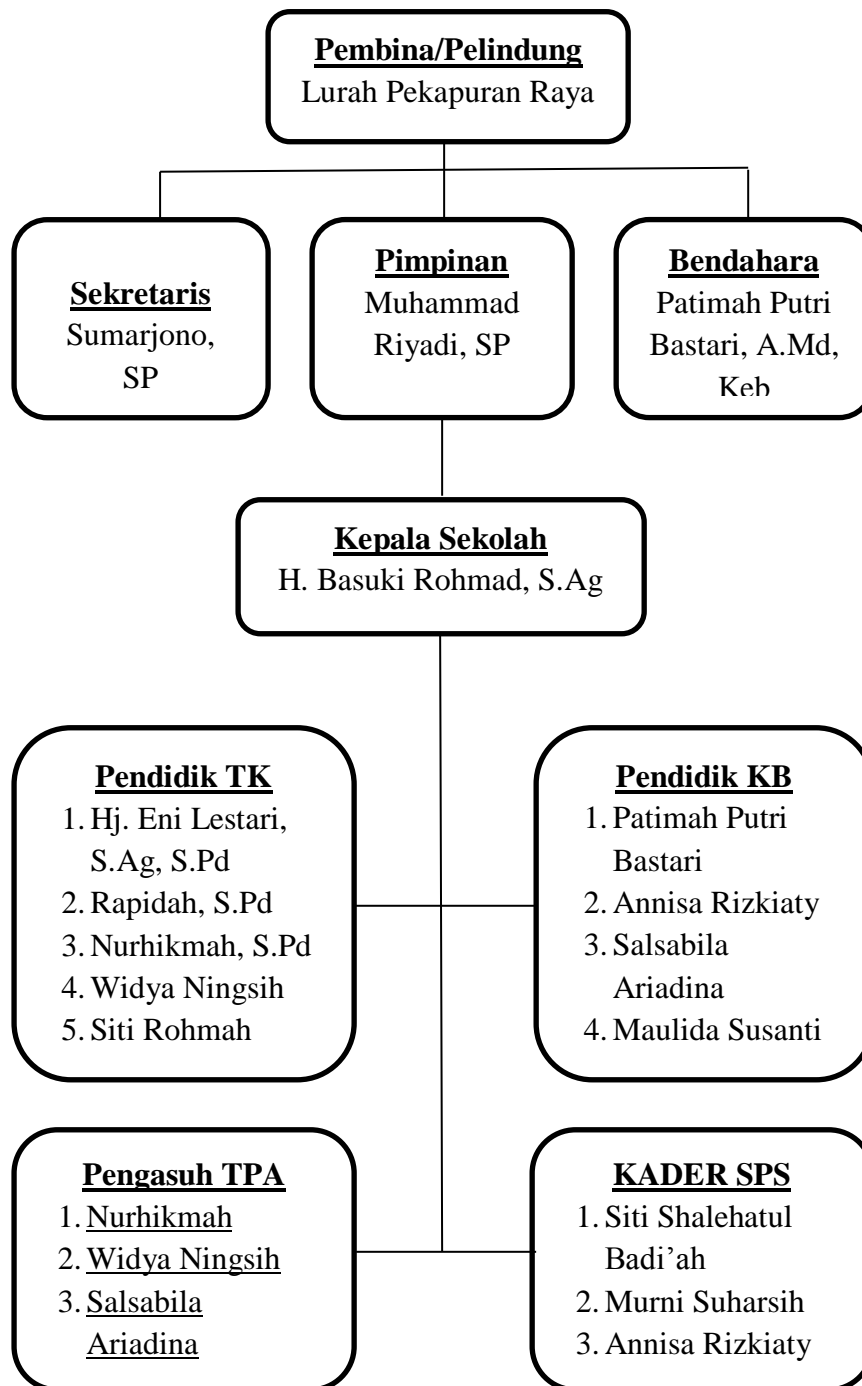 Pembina/Pelindung
Lurah Pekapuran Raya
Sekretaris
Sumarjono,
SP
Pimpinan
Muhammad
Riyadi, SP
Bendahara
Patimah Putri
Bastari, A.Md,
Keb
Kepala Sekolah
H. Basuki Rohmad, S.Ag
Pendidik TK
1. Hj. Eni Lestari,
S.Ag, S.Pd
2. Rapidah, S.Pd
3. Nurhikmah, S.Pd
4. Widya Ningsih
5. Siti Rohmah
Pendidik KB
1. Patimah Putri
Bastari
2. Annisa Rizkiaty
3. Salsabila
Ariadina
4. Maulida Susanti
Pengasuh TPA
1. Nurhikmah
2. Widya Ningsih
3. Salsabila
Ariadina
KADER SPS
1. Siti Shalehatul
Badi’ah
2. Murni Suharsih
3. Annisa Rizkiaty